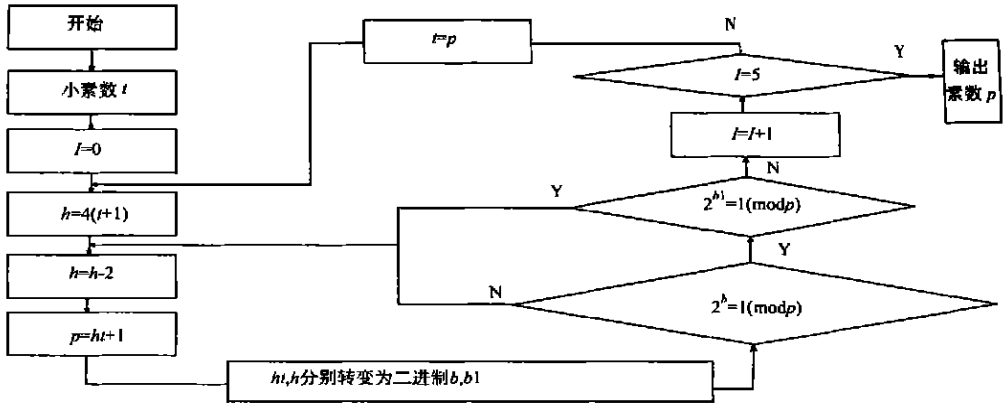 开始
小素数 t
I=0
h=4(t+1)
h=h-2
p=ht+1
ht,h分别转变为二进制b,b1
2^b=1(modp)
N
Y
2^b1=1(modp)
Y
N
I=I+1
I=5
N
Y
t=p
输出
素数 p